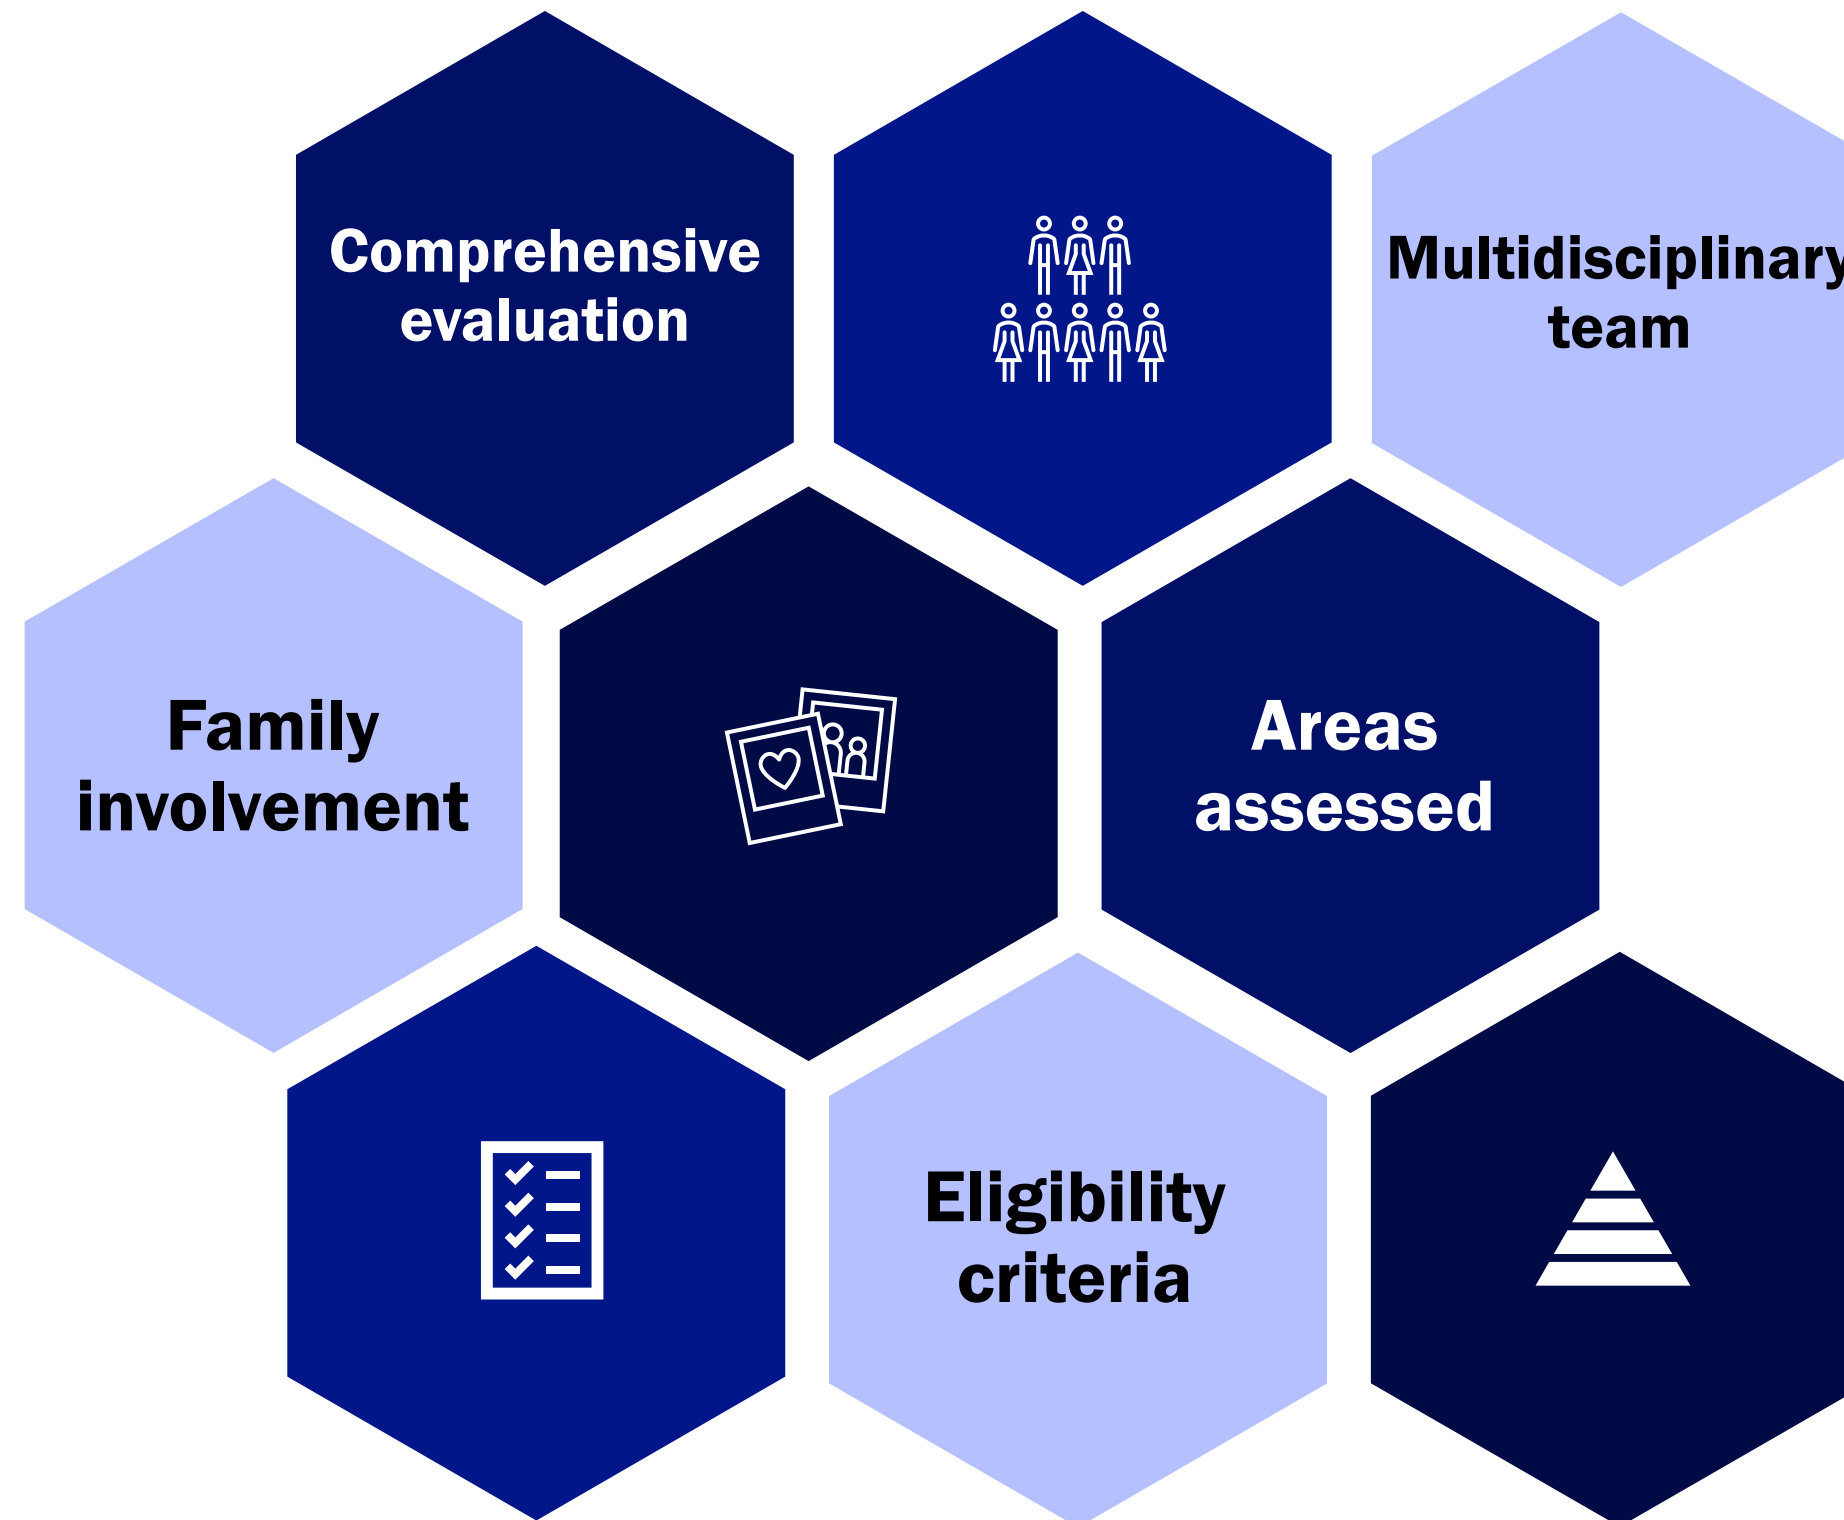 Comprehensive
evaluation
Multidisciplinary
team
Family
involvement
Areas
assessed
Eligibility
criteria